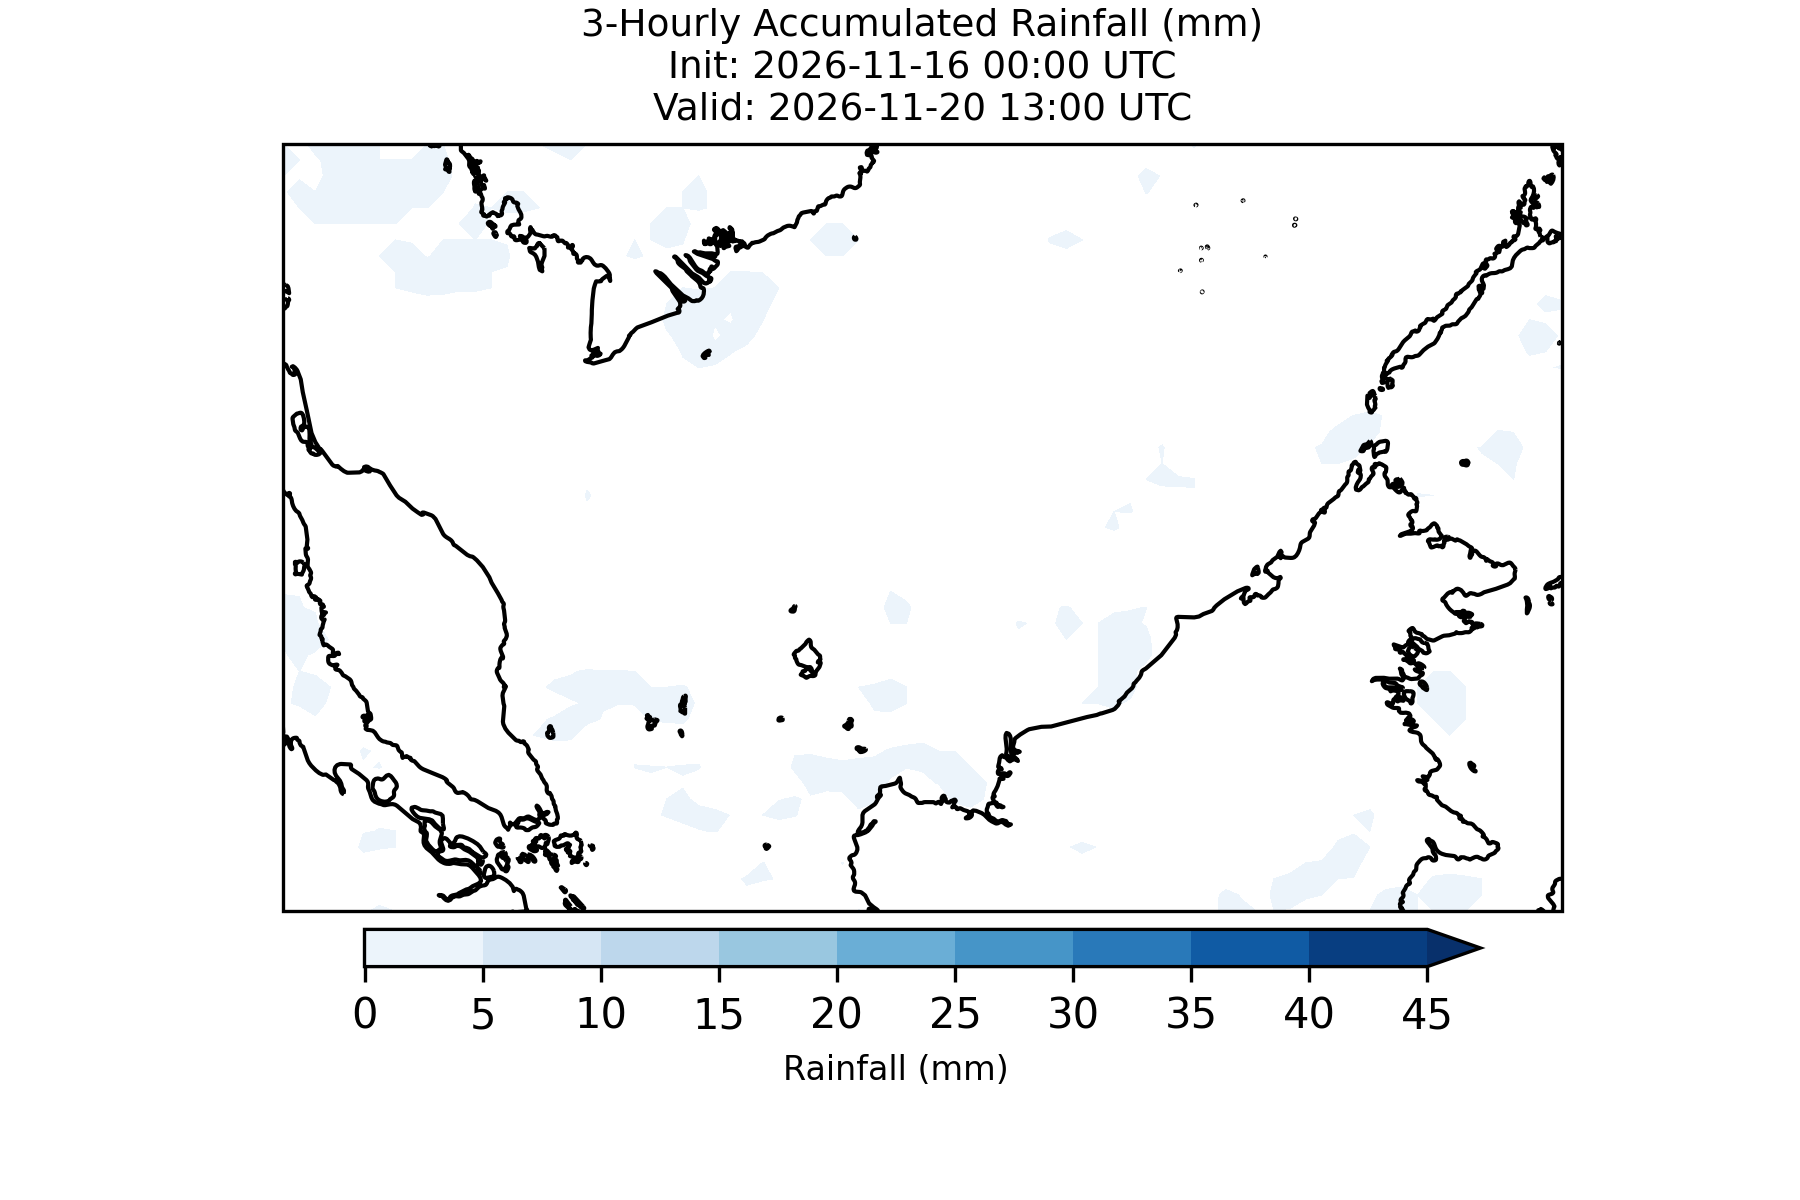 3-Hourly Accumulated Rainfall (mm)
Init: 2026-11-16 00:00 UTC
Valid: 2026-11-20 13:00 UTC
0 5 10 15 20 25 30 35 40 45
Rainfall (mm)